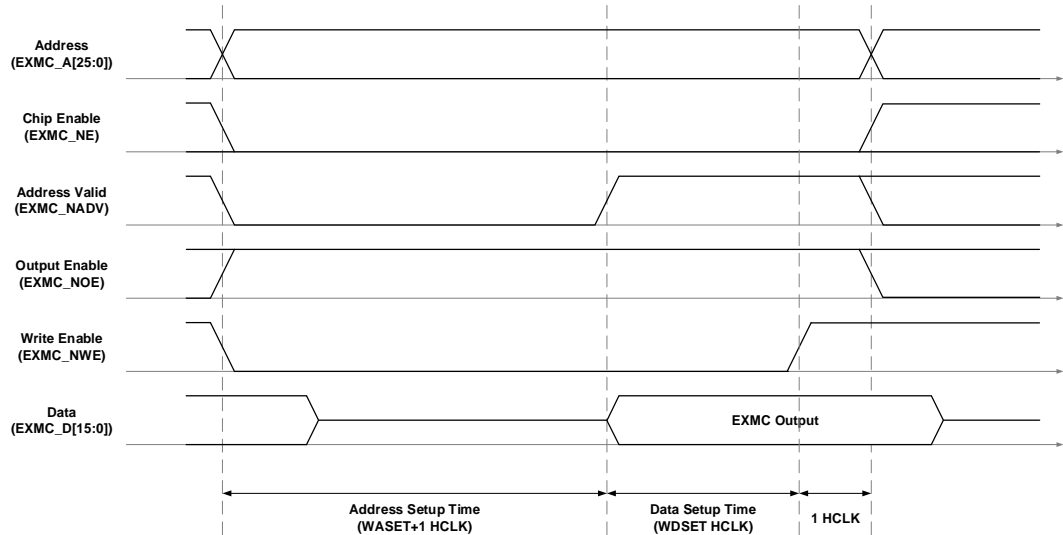 Address
(EXMC_A[25:0])
Chip Enable
(EXMC_NE)
Address Valid
(EXMC_NADV)
Output Enable
(EXMC_NOE)
Write Enable
(EXMC_NWE)
Data
(EXMC_D[15:0])
EXMC Output
Address Setup Time
(WASET+1 HCLK)
Data Setup Time
(WDSET HCLK)
1 HCLK